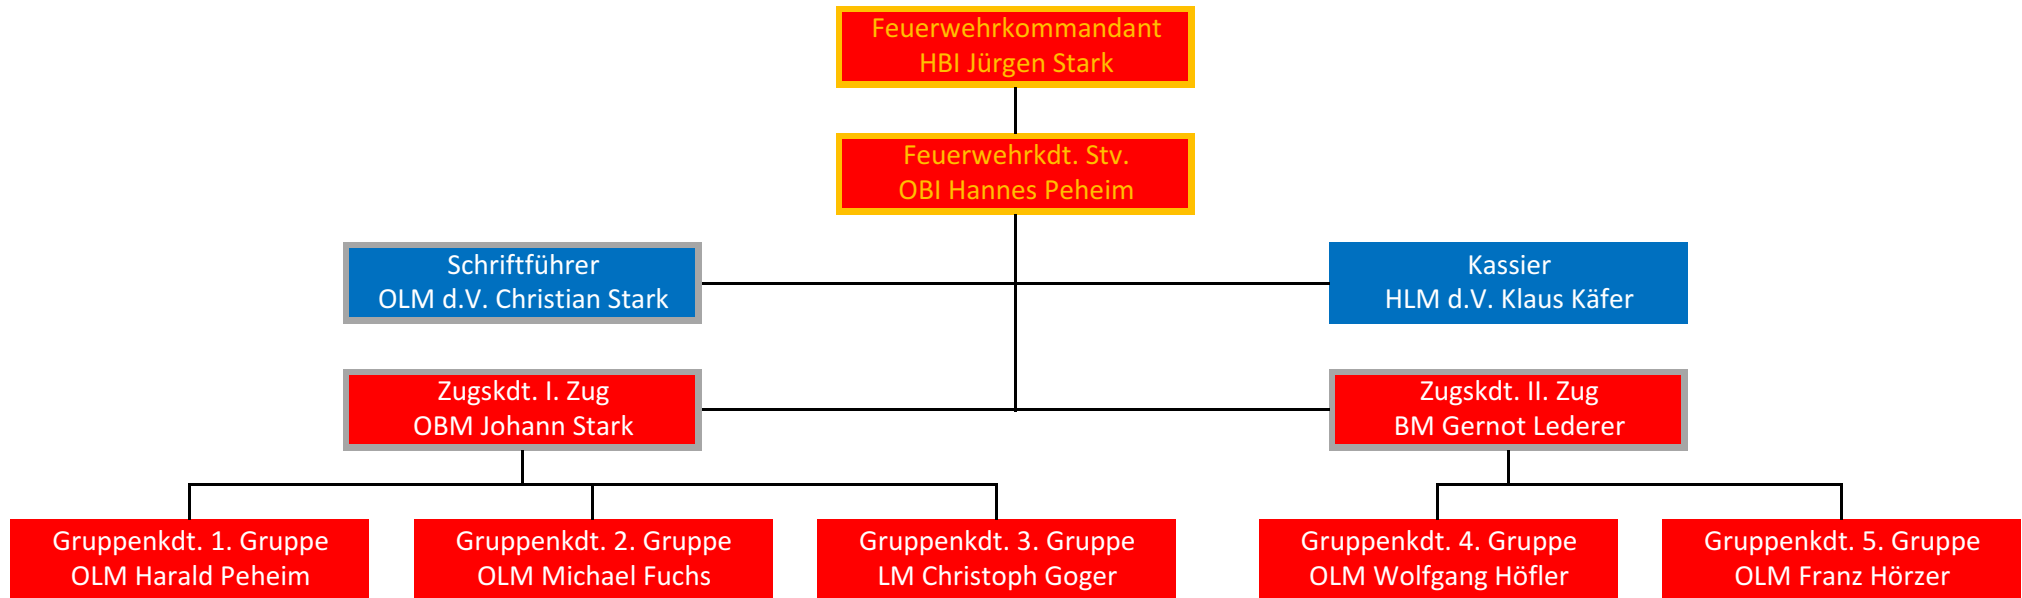 Feuerwehrkommandant
HBI Jürgen Stark
Feuerwehrkdt. Stv.
OBI Hannes Peheim
Schriftführer
OLM d.V. Christian Stark
Kassier
HLM d.V. Klaus Käfer
Zugskdt. I. Zug
OBM Johann Stark
Zugskdt. II. Zug
BM Gernot Lederer
Gruppenkdt. 1. Gruppe
OLM Harald Peheim
Gruppenkdt. 2. Gruppe
OLM Michael Fuchs
Gruppenkdt. 3. Gruppe
LM Christoph Goger
Gruppenkdt. 4. Gruppe
OLM Wolfgang Höfler
Gruppenkdt. 5. Gruppe
OLM Franz Hörzer